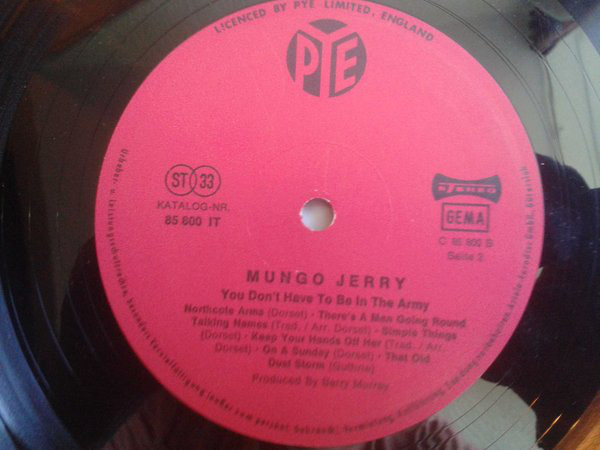 LICENCED BY PYE LIMITED, ENGLAND
PYE
ST 33
KATALOG-NR.
85 800 IT
STEREO
GEMA
C 85 800 B
Seite 2
MUNGO JERRY
You Don't Have To Be In The Army
Northcote Arms (Dorset) - There's A Man Going Round
Talking Names (Trad. / Arr. Dorset) - Simple Things
(Dorset) - Keep Your Hands Off Her (Trad. / Arr.
Dorset) - On A Sunday (Dorset) - That Old
Dust Storm (Guthrie)
Produced By Barry Murray